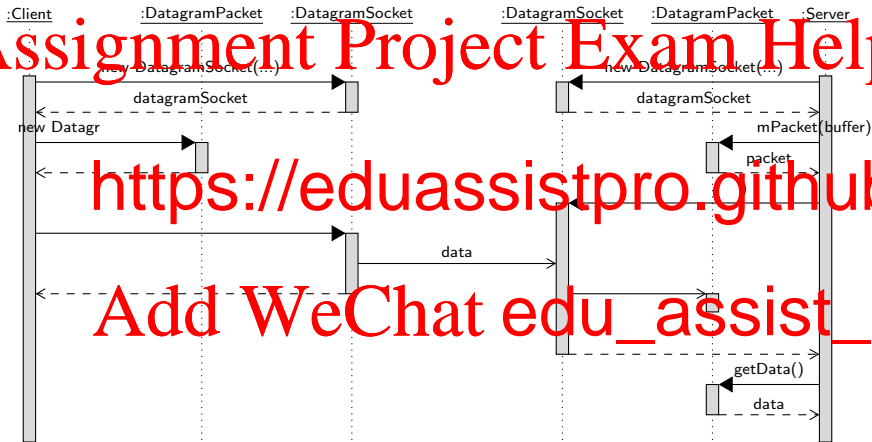 :Client :DatagramPacket :DatagramSocket :DatagramSocket :DatagramPacket :Server
Assignment Project Exam Help
new DatagramSocket(...) new DatagramSocket(...)
datagramSocket datagramSocket
new Datagr mPacket(buffer)
packet
https://eduassistpro.github
data
Add WeChat edu_assist_
getData()
data